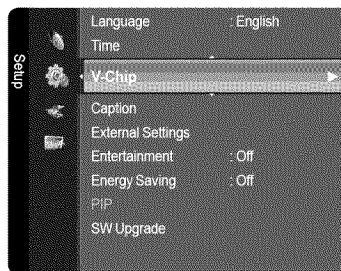 Setup
Language : English
Time
V-Chip
Caption
External Settings
Entertainment : Off
Energy Saving : Off
PIP
SW Upgrade